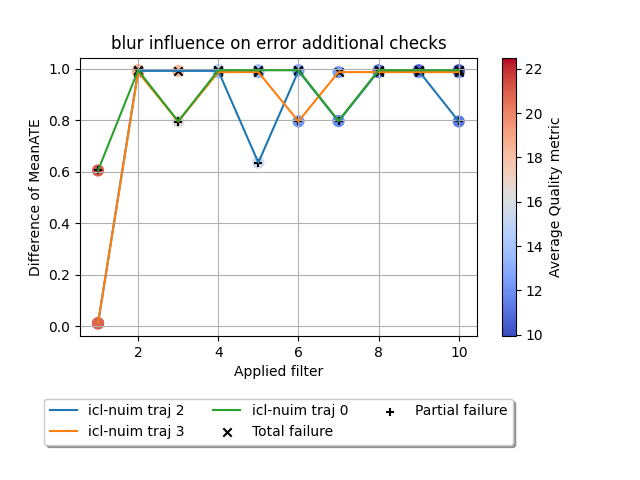 blur influence on error additional checks
Difference of MeanATE
1.0
0.8
0.6
0.4
0.2
0.0
2 4 6 8 10
Applied filter
22
20
18
16
14
12
10
Average Quality metric
icl-nuim traj 2 icl-nuim traj 0 Partial failure
icl-nuim traj 3 Total failure